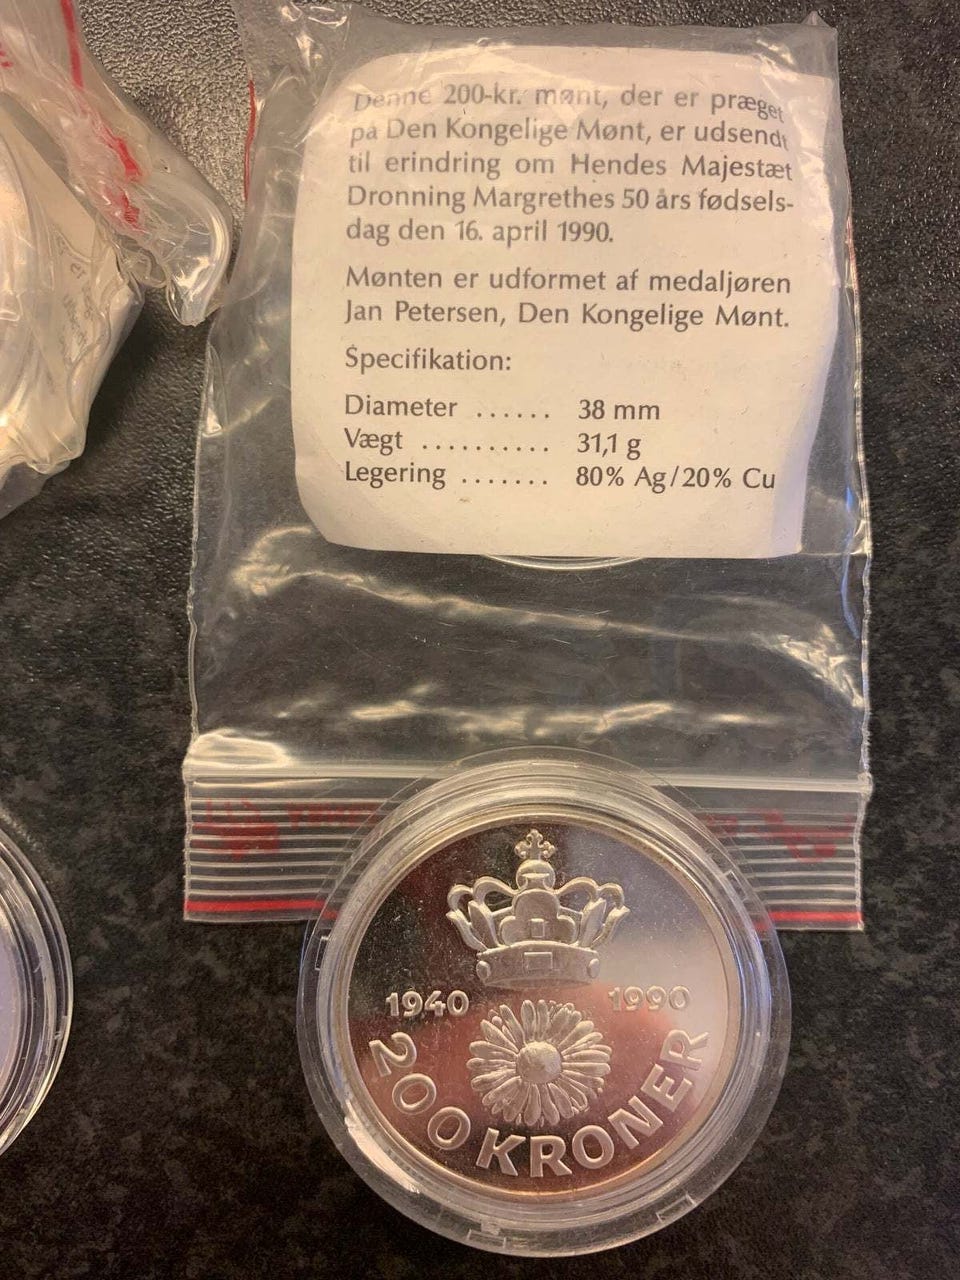 Denne 200-kr. mønt, der er præget
på Den Kongelige Mønt, er udsendt
til erindring om Hendes Majestæt
Dronning Margrethes 50 års fødsels-
dag den 16. april 1990.
Mønten er udformet af medaljøren
Jan Petersen, Den Kongelige Mønt.
Specifikation:
Diameter ...... 38 mm
Vægt .......... 31,1 g
Legering ....... 80% Ag/20% Cu
1940 1990
200 KRONER